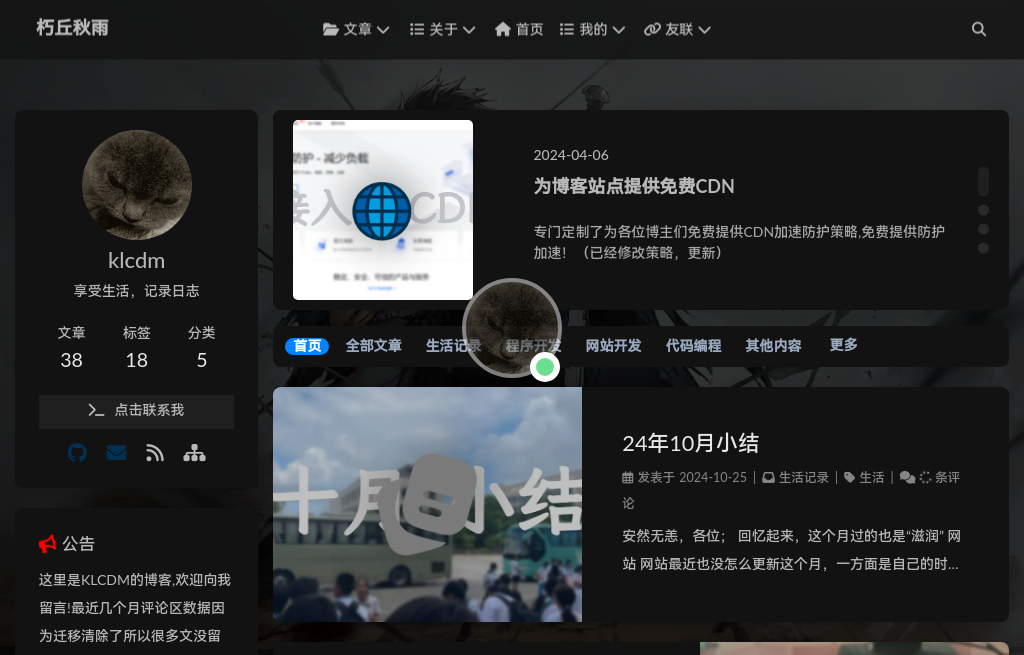 朽丘秋雨
文章
关于
首页
我的
友联
klcdm
享受生活，记录日志
文章
标签
分类
38
18
5
点击联系我
公告
这里是KLCDM的博客,欢迎向我
留言!最近几个月评论区数据因
为迁移清除了所以很多文没留
防护 - 减少负载
接入
CD
2024-04-06
为博客站点提供免费CDN
专门定制了为各位博主们免费提供CDN加速防护策略,免费提供防护
加速！（已经修改策略，更新）
首页
全部文章
生活记录
程序开发
网站开发
代码编程
其他内容
更多
十月
小结
24年10月小结
发表于 2024-10-25 | 生活记录 | 生活 | 条评
论
安然无恙，各位； 回忆起来，这个月过的也是“滋润” 网
站 网站最近也没怎么更新这个月，一方面是自己的时...